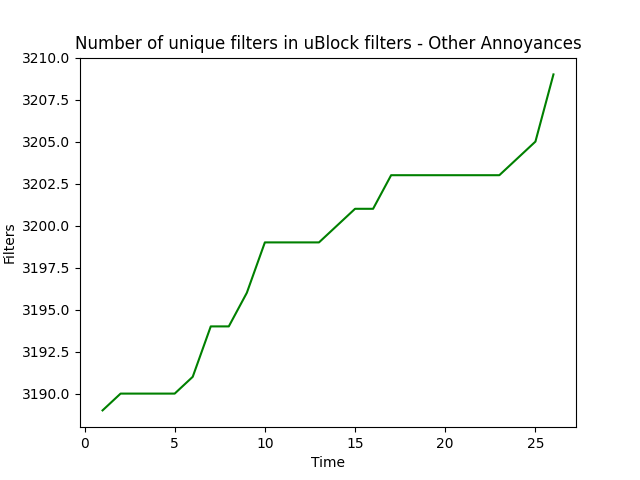 Number of unique filters in uBlock filters - Other Annoyances
3210.0
3207.5
3205.0
3202.5
3200.0
3197.5
3195.0
3192.5
3190.0
Filters
0 5 10 15 20 25
Time